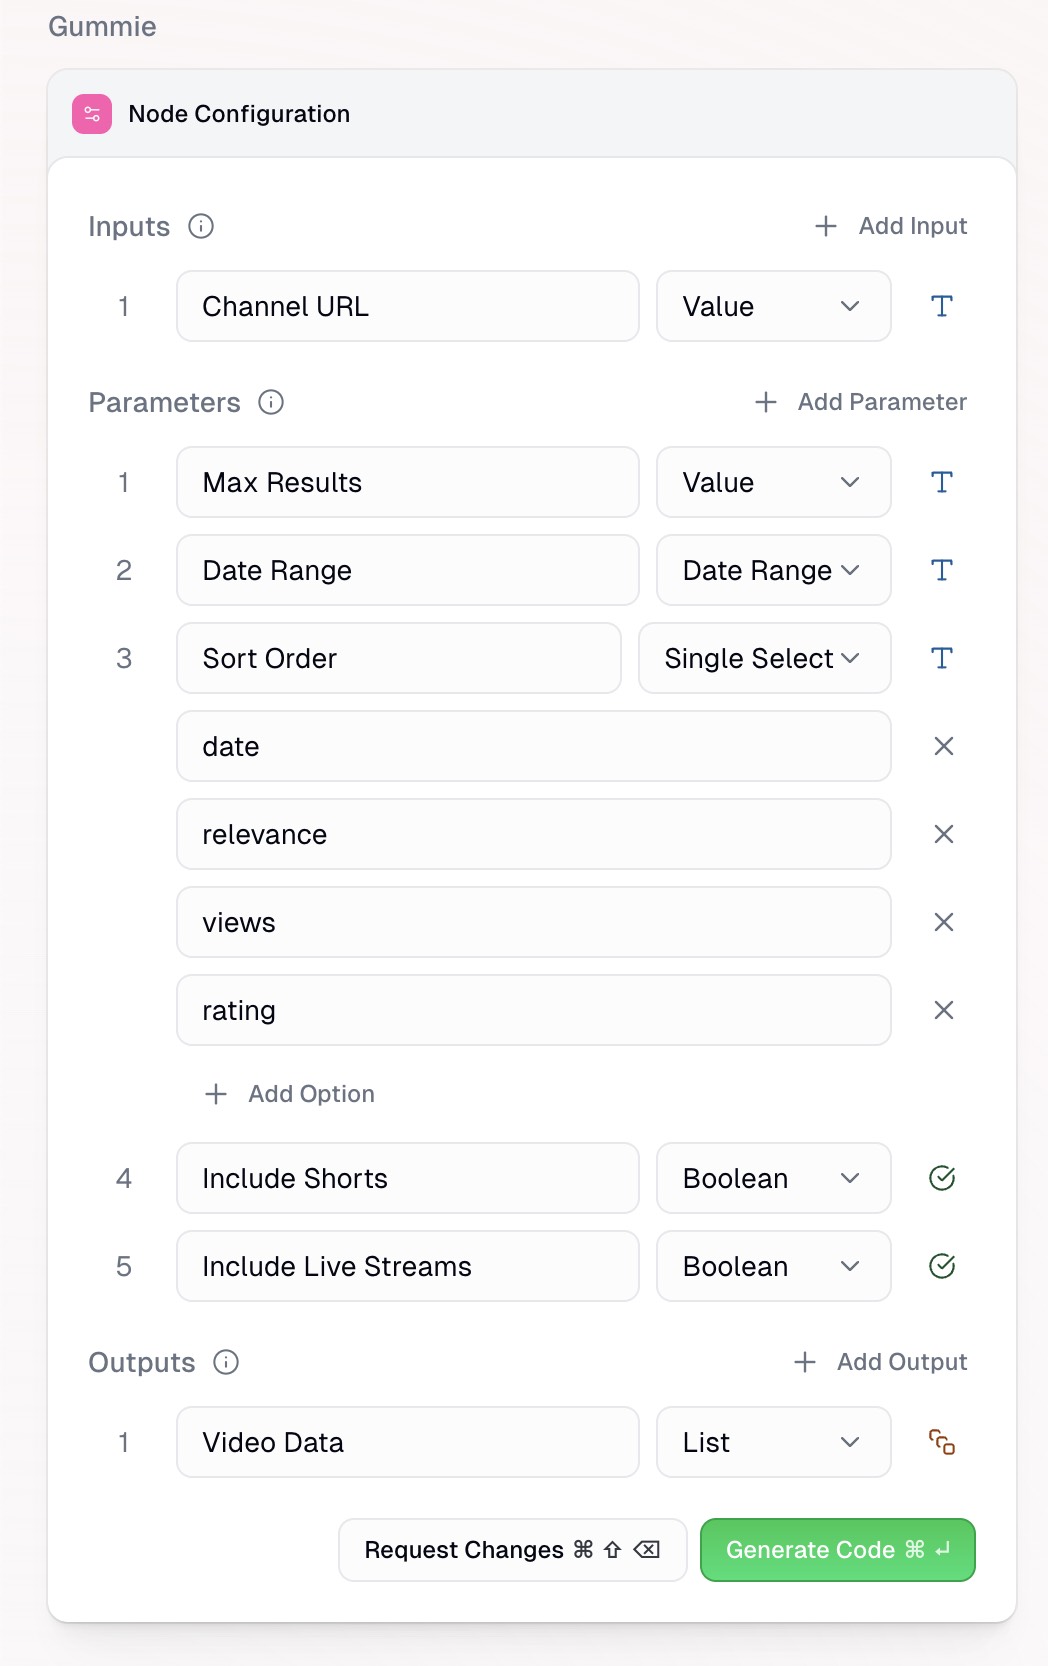 Gummie
Node Configuration
Inputs
Add Input
1 Channel URL Value
Parameters
Add Parameter
1 Max Results Value
2 Date Range Date Range
3 Sort Order Single Select
date
relevance
views
rating
Add Option
4 Include Shorts Boolean
5 Include Live Streams Boolean
Outputs
Add Output
1 Video Data List
Request Changes ⌘ ⇧ ⌫ Generate Code ⌘ ↵